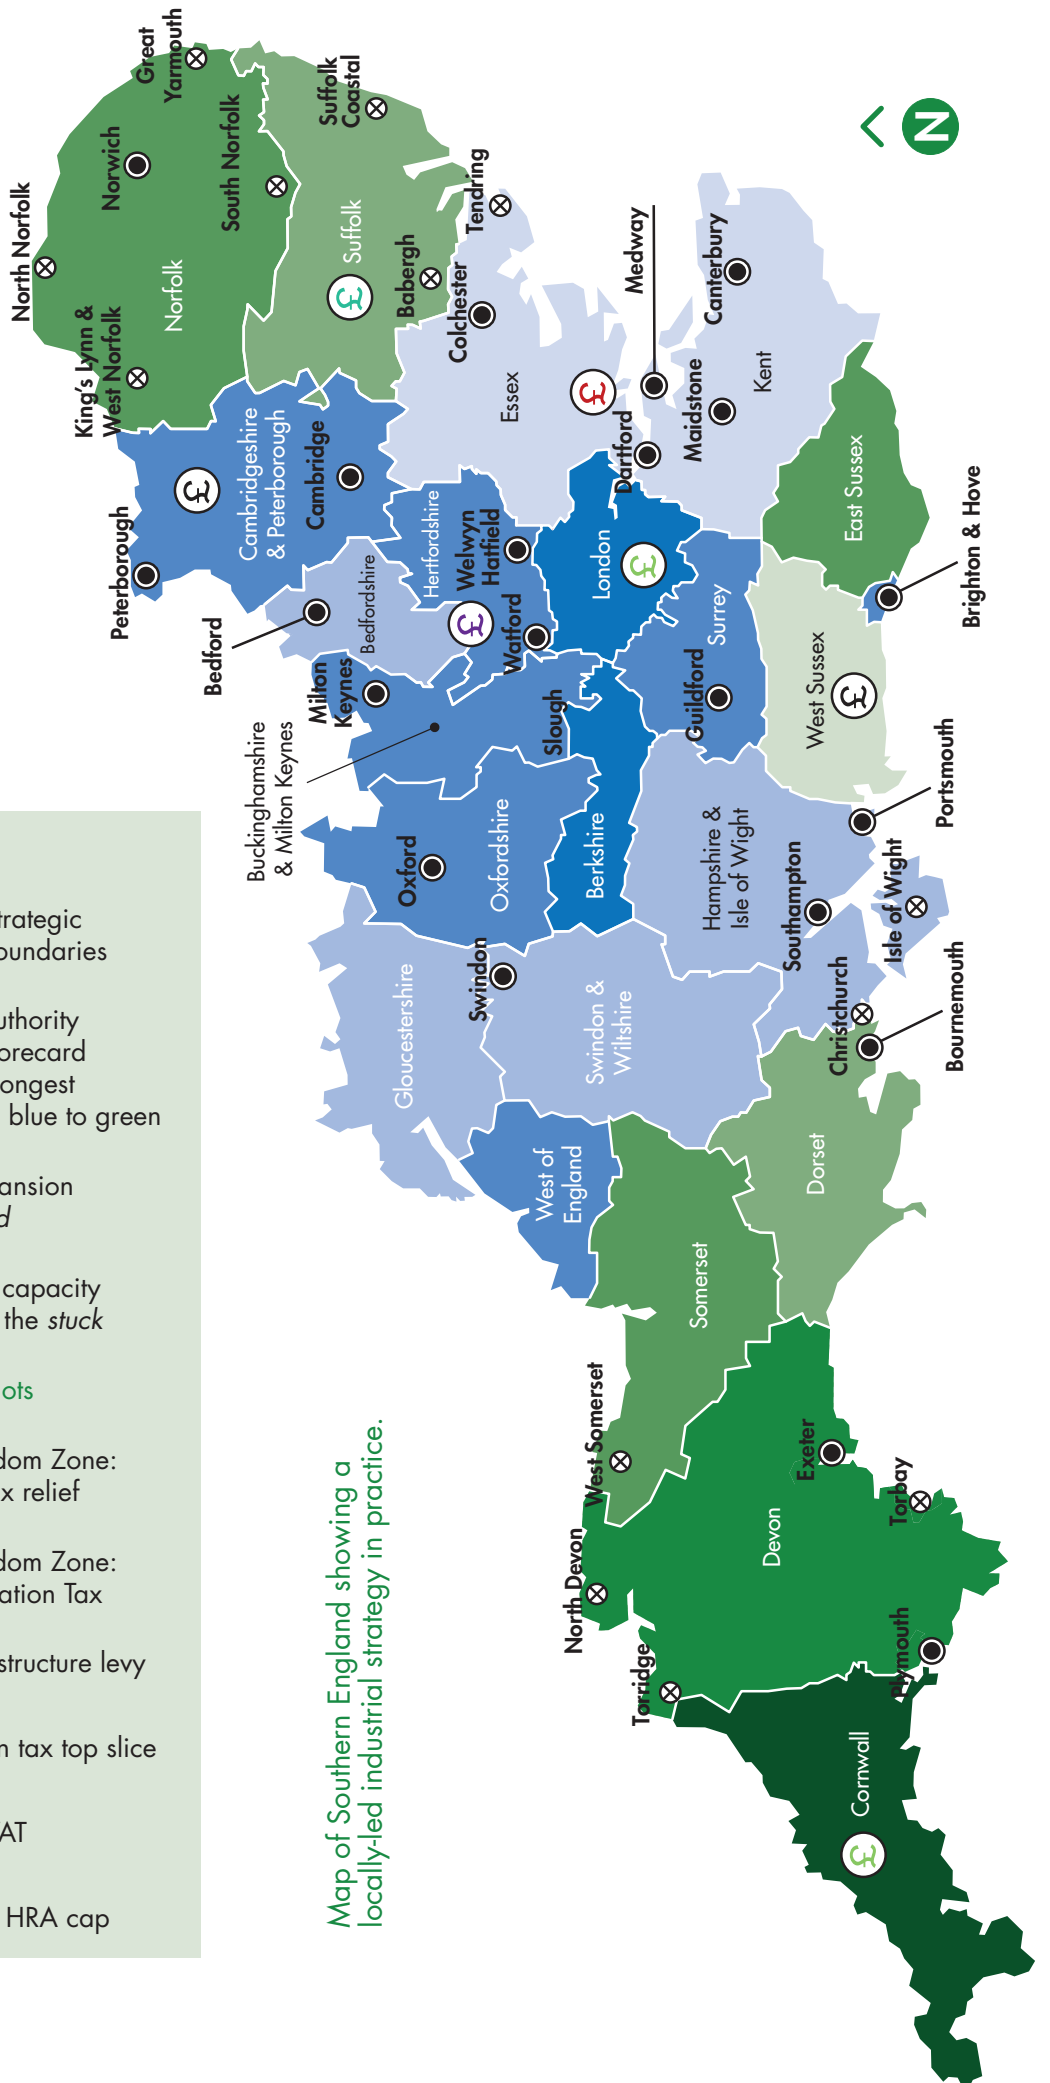 trategic
oundaries
uthority
orecard
ongest
blue to green
ansion
d
capacity
the stuck
ots
dom Zone:
x relief
dom Zone:
ation Tax
structure levy
n tax top slice
AT
HRA cap
Map of Southern England showing a
locally-led industrial strategy in practice.
North Norfolk
King's Lynn &
West Norfolk
Norwich
Great
Yarmouth
Norfolk
South Norfolk
Suffolk
Suffolk
Coastal
£
Babergh
Tendring
Colchester
Essex
£
Peterborough
£
Cambridgeshire
& Peterborough
Cambridge
Bedford
Bedfordshire
Hertfordshire
£
Welwyn
Hatfield
Watford
Milton
Keynes
Buckinghamshire
& Milton Keynes
Slough
London
£
Dartford
Medway
Maidstone
Canterbury
Kent
Surrey
Guildford
East Sussex
West Sussex
£
Brighton & Hove
Oxford
Oxfordshire
Berkshire
Hampshire &
Isle of Wight
Southampton
Portsmouth
Isle of Wight
Gloucestershire
Swindon
Swindon &
Wiltshire
Christchurch
Bournemouth
West of
England
Dorset
Somerset
West Somerset
North Devon
Torridge
Devon
Exeter
Torbay
Plymouth
Cornwall
£
N